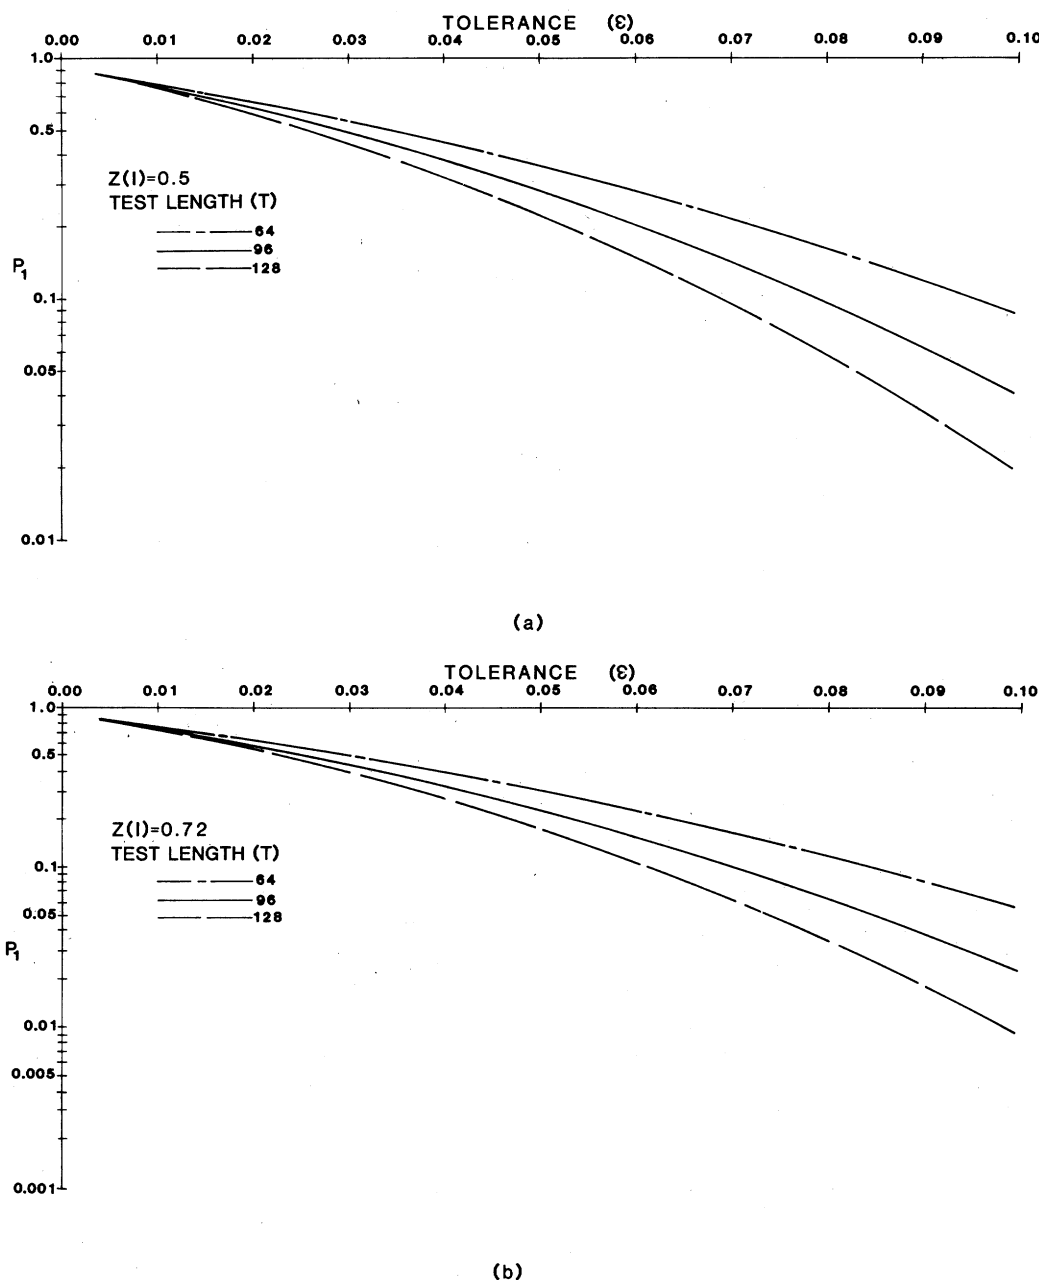 TOLERANCE (ε)
0.00 0.01 0.02 0.03 0.04 0.05 0.06 0.07 0.08 0.09 0.10
1.0
0.5
Z(I)=0.5
TEST LENGTH (T)
64
96
128
P1
0.1
0.05
0.01
(a)
TOLERANCE (ε)
0.00 0.01 0.02 0.03 0.04 0.05 0.06 0.07 0.08 0.09 0.10
1.0
0.5
Z(I)=0.72
TEST LENGTH (T)
0.1
64
96
0.05
128
P1
0.01
0.005
0.001
(b)